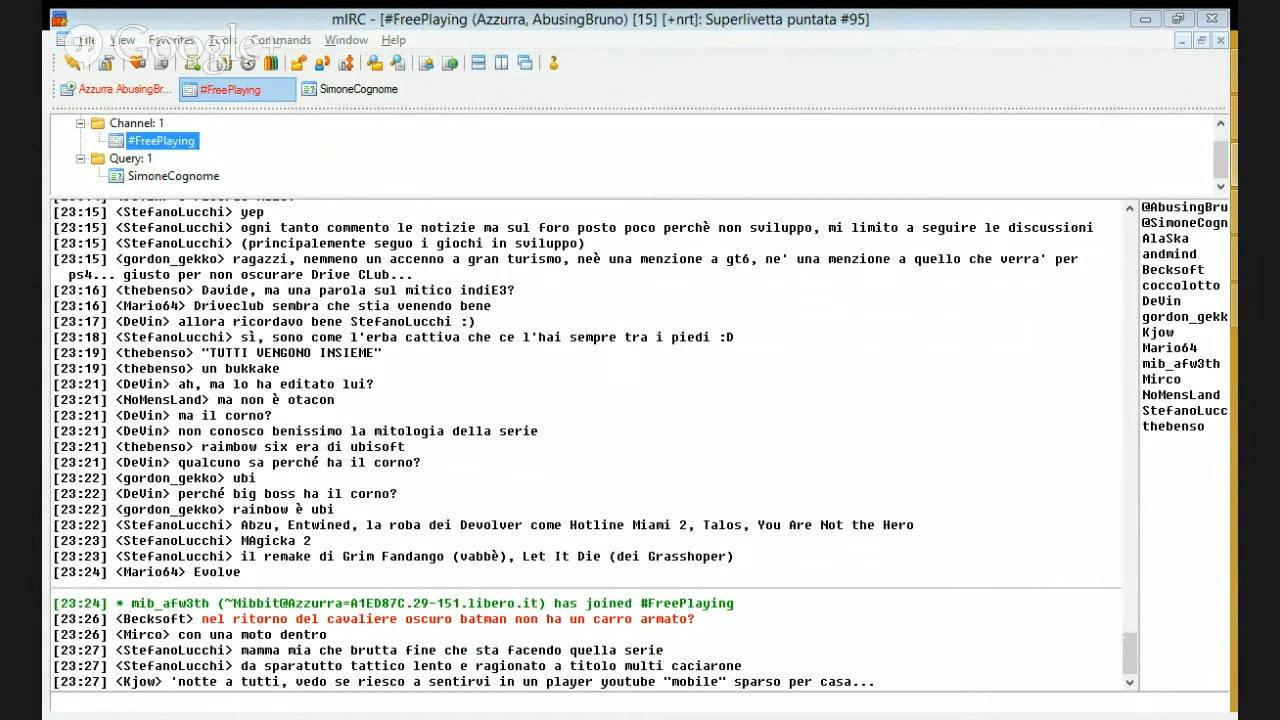 mIRC - [#FreePlaying (Azzurra, AbusingBruno) [15] [+nrt]: Superlivetta puntata #95]
File View Favorites Tools Commands Window Help
Google+
Azzurra AbusingBr... #FreePlaying SimoneCognome
Channel: 1
#FreePlaying
Query: 1
SimoneCognome
[23:15] <StefanoLucchi> yep
[23:15] <StefanoLucchi> ogni tanto commento le notizie ma sul foro posto poco perchè non sviluppo, mi limito a seguire le discussioni
[23:15] <StefanoLucchi> (principalmente seguo i giochi in sviluppo)
[23:15] <gordon_gekko> ragazzi, nemmeno un accenno a gran turismo, neè una menzione a gt6, ne' una menzione a quello che verra' per
ps4... giusto per non oscurare Drive CLub...
[23:16] <thebenso> Davide, ma una parola sul mitico indiE3?
[23:16] <Mario64> Driveclub sembra che stia venendo bene
[23:17] <DeVin> allora ricordavo bene StefanoLucchi :)
[23:18] <StefanoLucchi> sì, sono come l'erba cattiva che ce l'hai sempre tra i piedi :D
[23:19] <thebenso> "TUTTI VENGONO INSIEME"
[23:19] <thebenso> un bukkake
[23:21] <DeVin> ah, ma lo ha editato lui?
[23:21] <NoMensLand> ma non è otacon
[23:21] <DeVin> ma il corno?
[23:21] <DeVin> non conosco benissimo la mitologia della serie
[23:21] <thebenso> raimbow six era di ubisoft
[23:21] <DeVin> qualcuno sa perché ha il corno?
[23:22] <gordon_gekko> ubi
[23:22] <DeVin> perché big boss ha il corno?
[23:22] <gordon_gekko> rainbow è ubi
[23:22] <StefanoLucchi> Abzu, Entwined, la roba dei Devolver come Hotline Miami 2, Talos, You Are Not the Hero
[23:23] <StefanoLucchi> MAgicka 2
[23:23] <StefanoLucchi> il remake di Grim Fandango (vabbè), Let It Die (dei Grasshoper)
[23:24] <Mario64> Evolve
[23:24] * mib_afw3th (~Mibbit@Azzurra=A1ED87C.29-151.libero.it) has joined #FreePlaying
[23:26] <Becksoft> nel ritorno del cavaliere oscuro batman non ha un carro armato?
[23:26] <Mirco> con una moto dentro
[23:27] <StefanoLucchi> mamma mia che brutta fine che sta facendo quella serie
[23:27] <StefanoLucchi> da sparatutto tattico lento e ragionato a titolo multi caciarone
[23:27] <Kjow> 'notte a tutti, vedo se riesco a sentirvi in un player youtube "mobile" sparso per casa...
@AbusingBru
@SimoneCogn
AlaSka
andmind
Becksoft
coccolotto
DeVin
gordon_gekk
Kjow
Mario64
mib_afw3th
Mirco
NoMensLand
StefanoLucc
thebenso